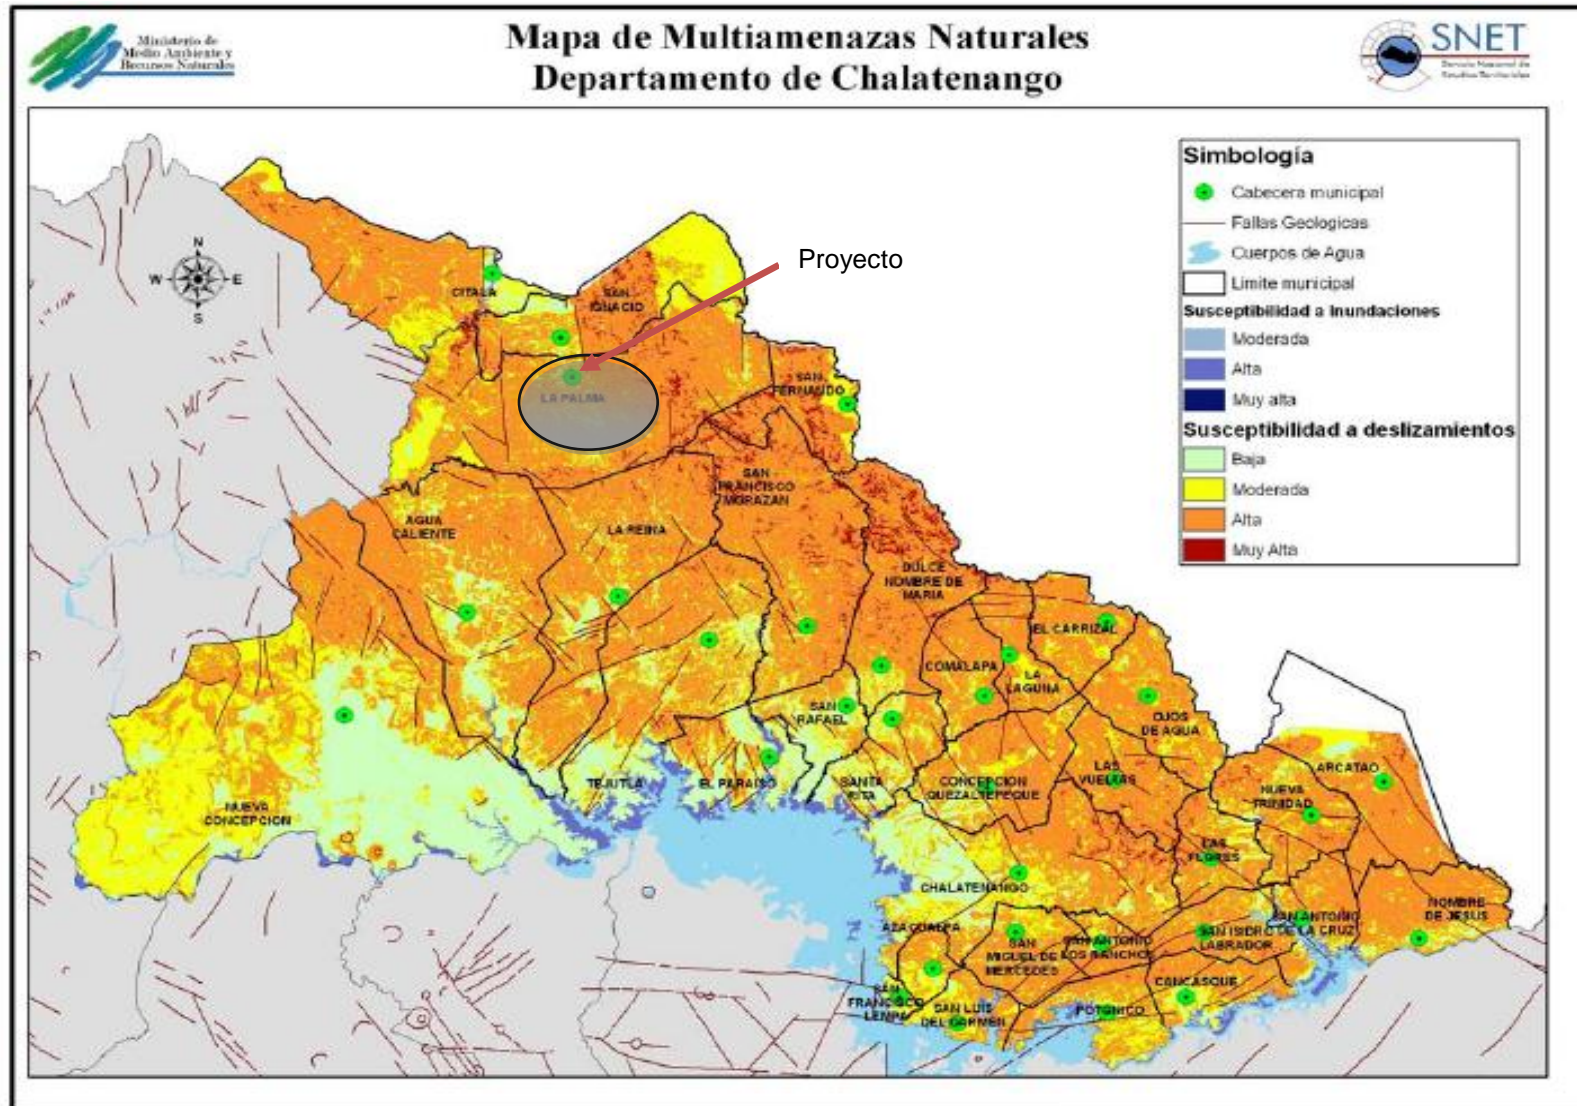 Ministerio de
Medio Ambiente y
Recursos Naturales
Mapa de Multiamenazas Naturales
Departamento de Chalatenango
SNET
Servicio Nacional de
Estudios Territoriales
Simbología
Cabecera municipal
Fallas Geologicas
Cuerpos de Agua
Limite municipal
Susceptibilidad a Inundaciones
Moderada
Alta
Muy alta
Susceptibilidad a deslizamientos
Baja
Moderada
Alta
Muy Alta
N
W
E
S
Proyecto
CITALA
SAN
IGNACIO
LA PALMA
SAN
FERNANDO
SAN
FRANCISCO
MORAZAN
AGUA
CALIENTE
LA REINA
DULCE
NOMBRE DE
MARIA
EL CARRIZAL
COMALAPA
LA
LAGUNA
SAN
RAFAEL
OJOS
DE AGUA
TEJUTLA
EL PARAISO
SANTA
RITA
CONCEPCION
QUEZALTEPEQUE
LAS
VUELTAS
ARCATAO
NUEVA
TRINIDAD
NUEVA
CONCEPCION
LAS
FLORES
CHALATENANGO
NOMBRE
DE JESUS
AZACUALPA
SAN
MIGUEL DE
MERCEDES
SAN ANTONIO
LOS RANCHOS
SAN ISIDRO
LABRADOR
SAN ANTONIO
DE LA CRUZ
CANCASQUE
SAN
FRANCISCO
LEMPA
SAN LUIS
DEL CARMEN
POTONICO